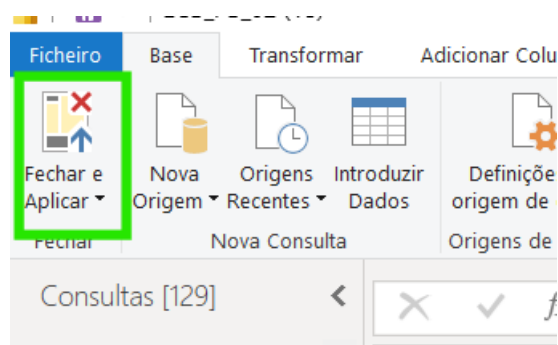 Ficheiro Base Transformar Adicionar Colu
Fechar e Aplicar
Nova Origem
Origens Recentes
Introduzir Dados
Definiçõe
origem de
Fechar
Nova Consulta
Origens de
Consultas [129]